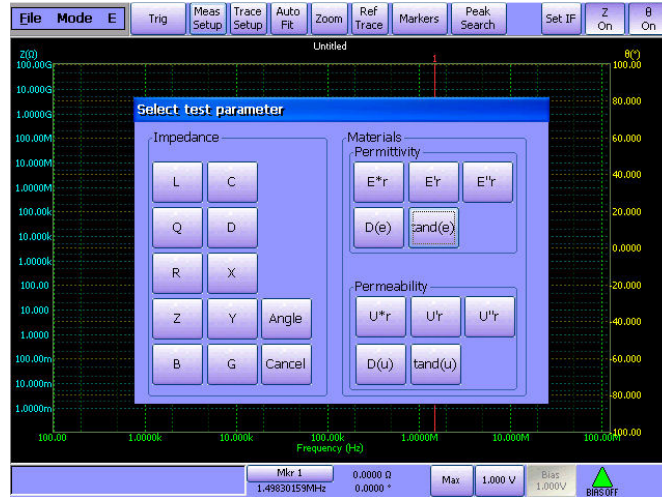 File Mode E Trig Meas Setup Trace Setup Auto Fit Zoom Ref Trace Markers Peak Search Set IF Z On θ On
Untitled
Z(Ω) 1 θ(°)
100.00G 100.00
10.000G
80.000
1.0000G
100.00M 60.000
10.000M
40.000
1.0000M
100.00k 20.000
10.000k
0.0000
1.0000k
100.00 -20.000
10.000
-40.000
1.0000
100.00m -60.000
10.000m
-80.000
1.0000m
-100.00
Select test parameter
Impedance
L C
Q D
R X
Z Y Angle
B G Cancel
Materials
Permittivity
E*r E'r E''r
D(e) tand(e)
Permeability
U*r U'r U''r
D(u) tand(u)
100.00 1.0000k 10.000k 100.00k 1.0000M 10.000M 100.00M
Frequency (Hz)
Mkr 1 0.0000 Ω Max 1.000 V Bias
1.49830159MHz 0.0000 ° 1.000V BIAS OFF